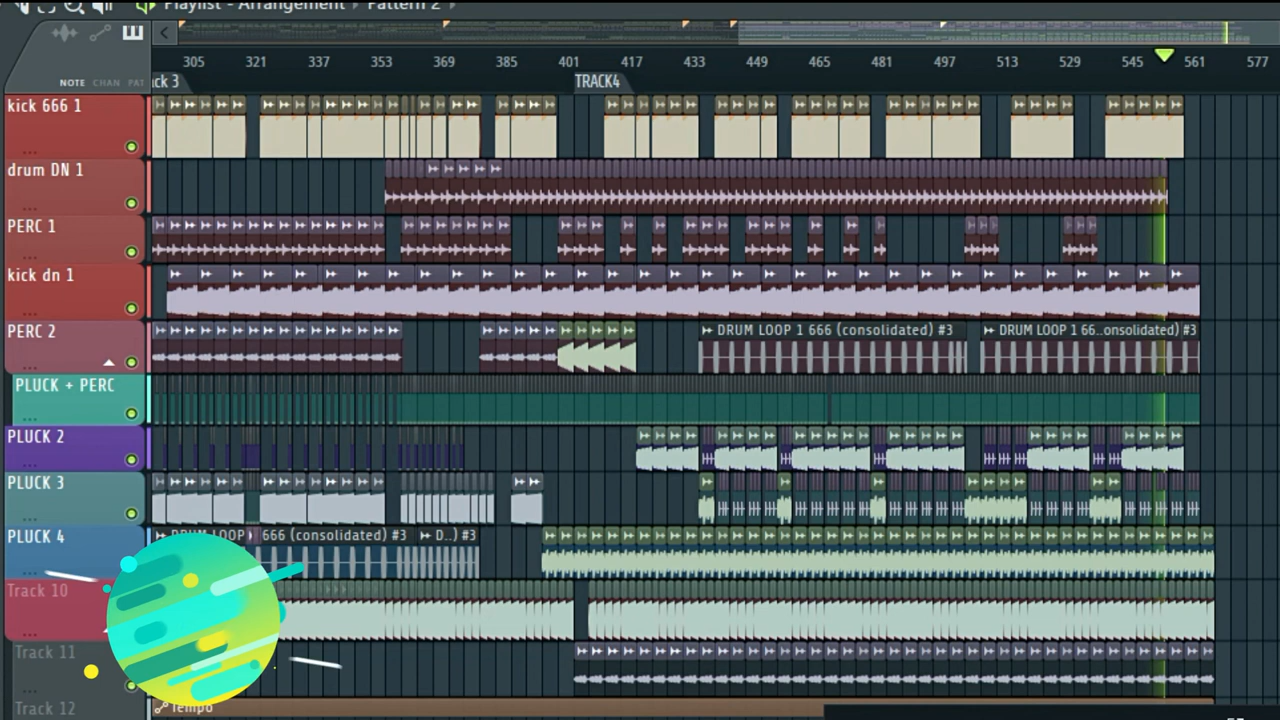 Playlist - Arrangement › Pattern 2 ›
305 321 337 353 369 385 401 417 433 449 465 481 497 513 529 545 561 577
NOTE CHAN PAT
ck 3 TRACK4
kick 666 1
drum DN 1
PERC 1
kick dn 1
PERC 2
DRUM LOOP 1 666 (consolidated) #3 DRUM LOOP 1 66..onsolidated) #3
PLUCK + PERC
PLUCK 2
PLUCK 3
PLUCK 4
DRUM LOOP 666 (consolidated) #3 D..) #3
Track 10
Track 11
Track 12
Tempo